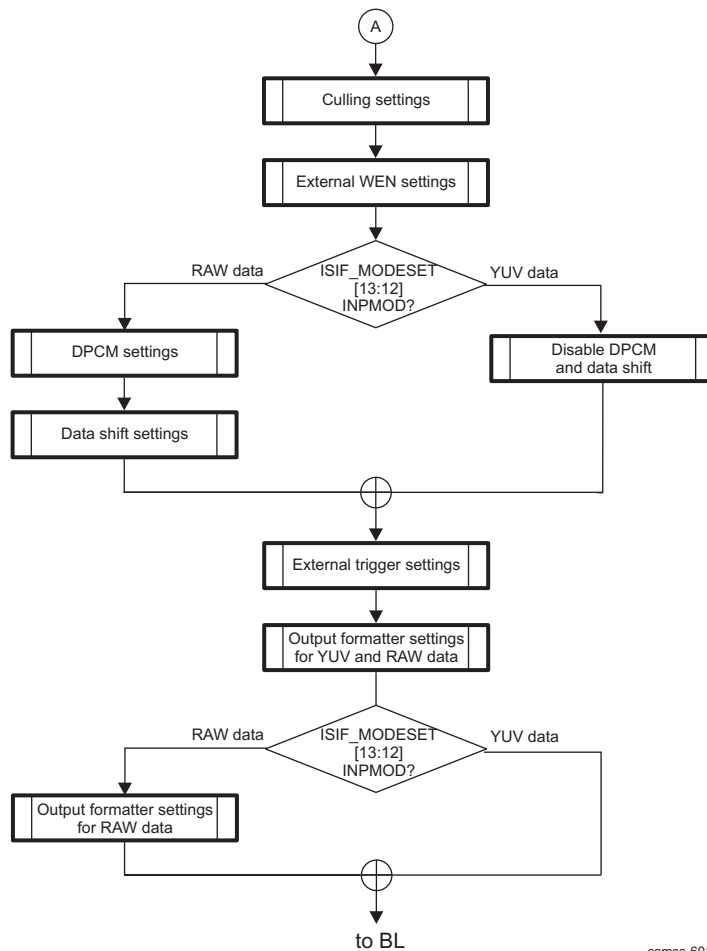 A
Culling settings
External WEN settings
RAW data
ISIF_MODESET
[13:12]
INPMOD?
YUV data
DPCM settings
Disable DPCM
and data shift
Data shift settings
External trigger settings
Output formatter settings
for YUV and RAW data
RAW data
ISIF_MODESET
[13:12]
INPMOD?
YUV data
Output formatter settings
for RAW data
to BL